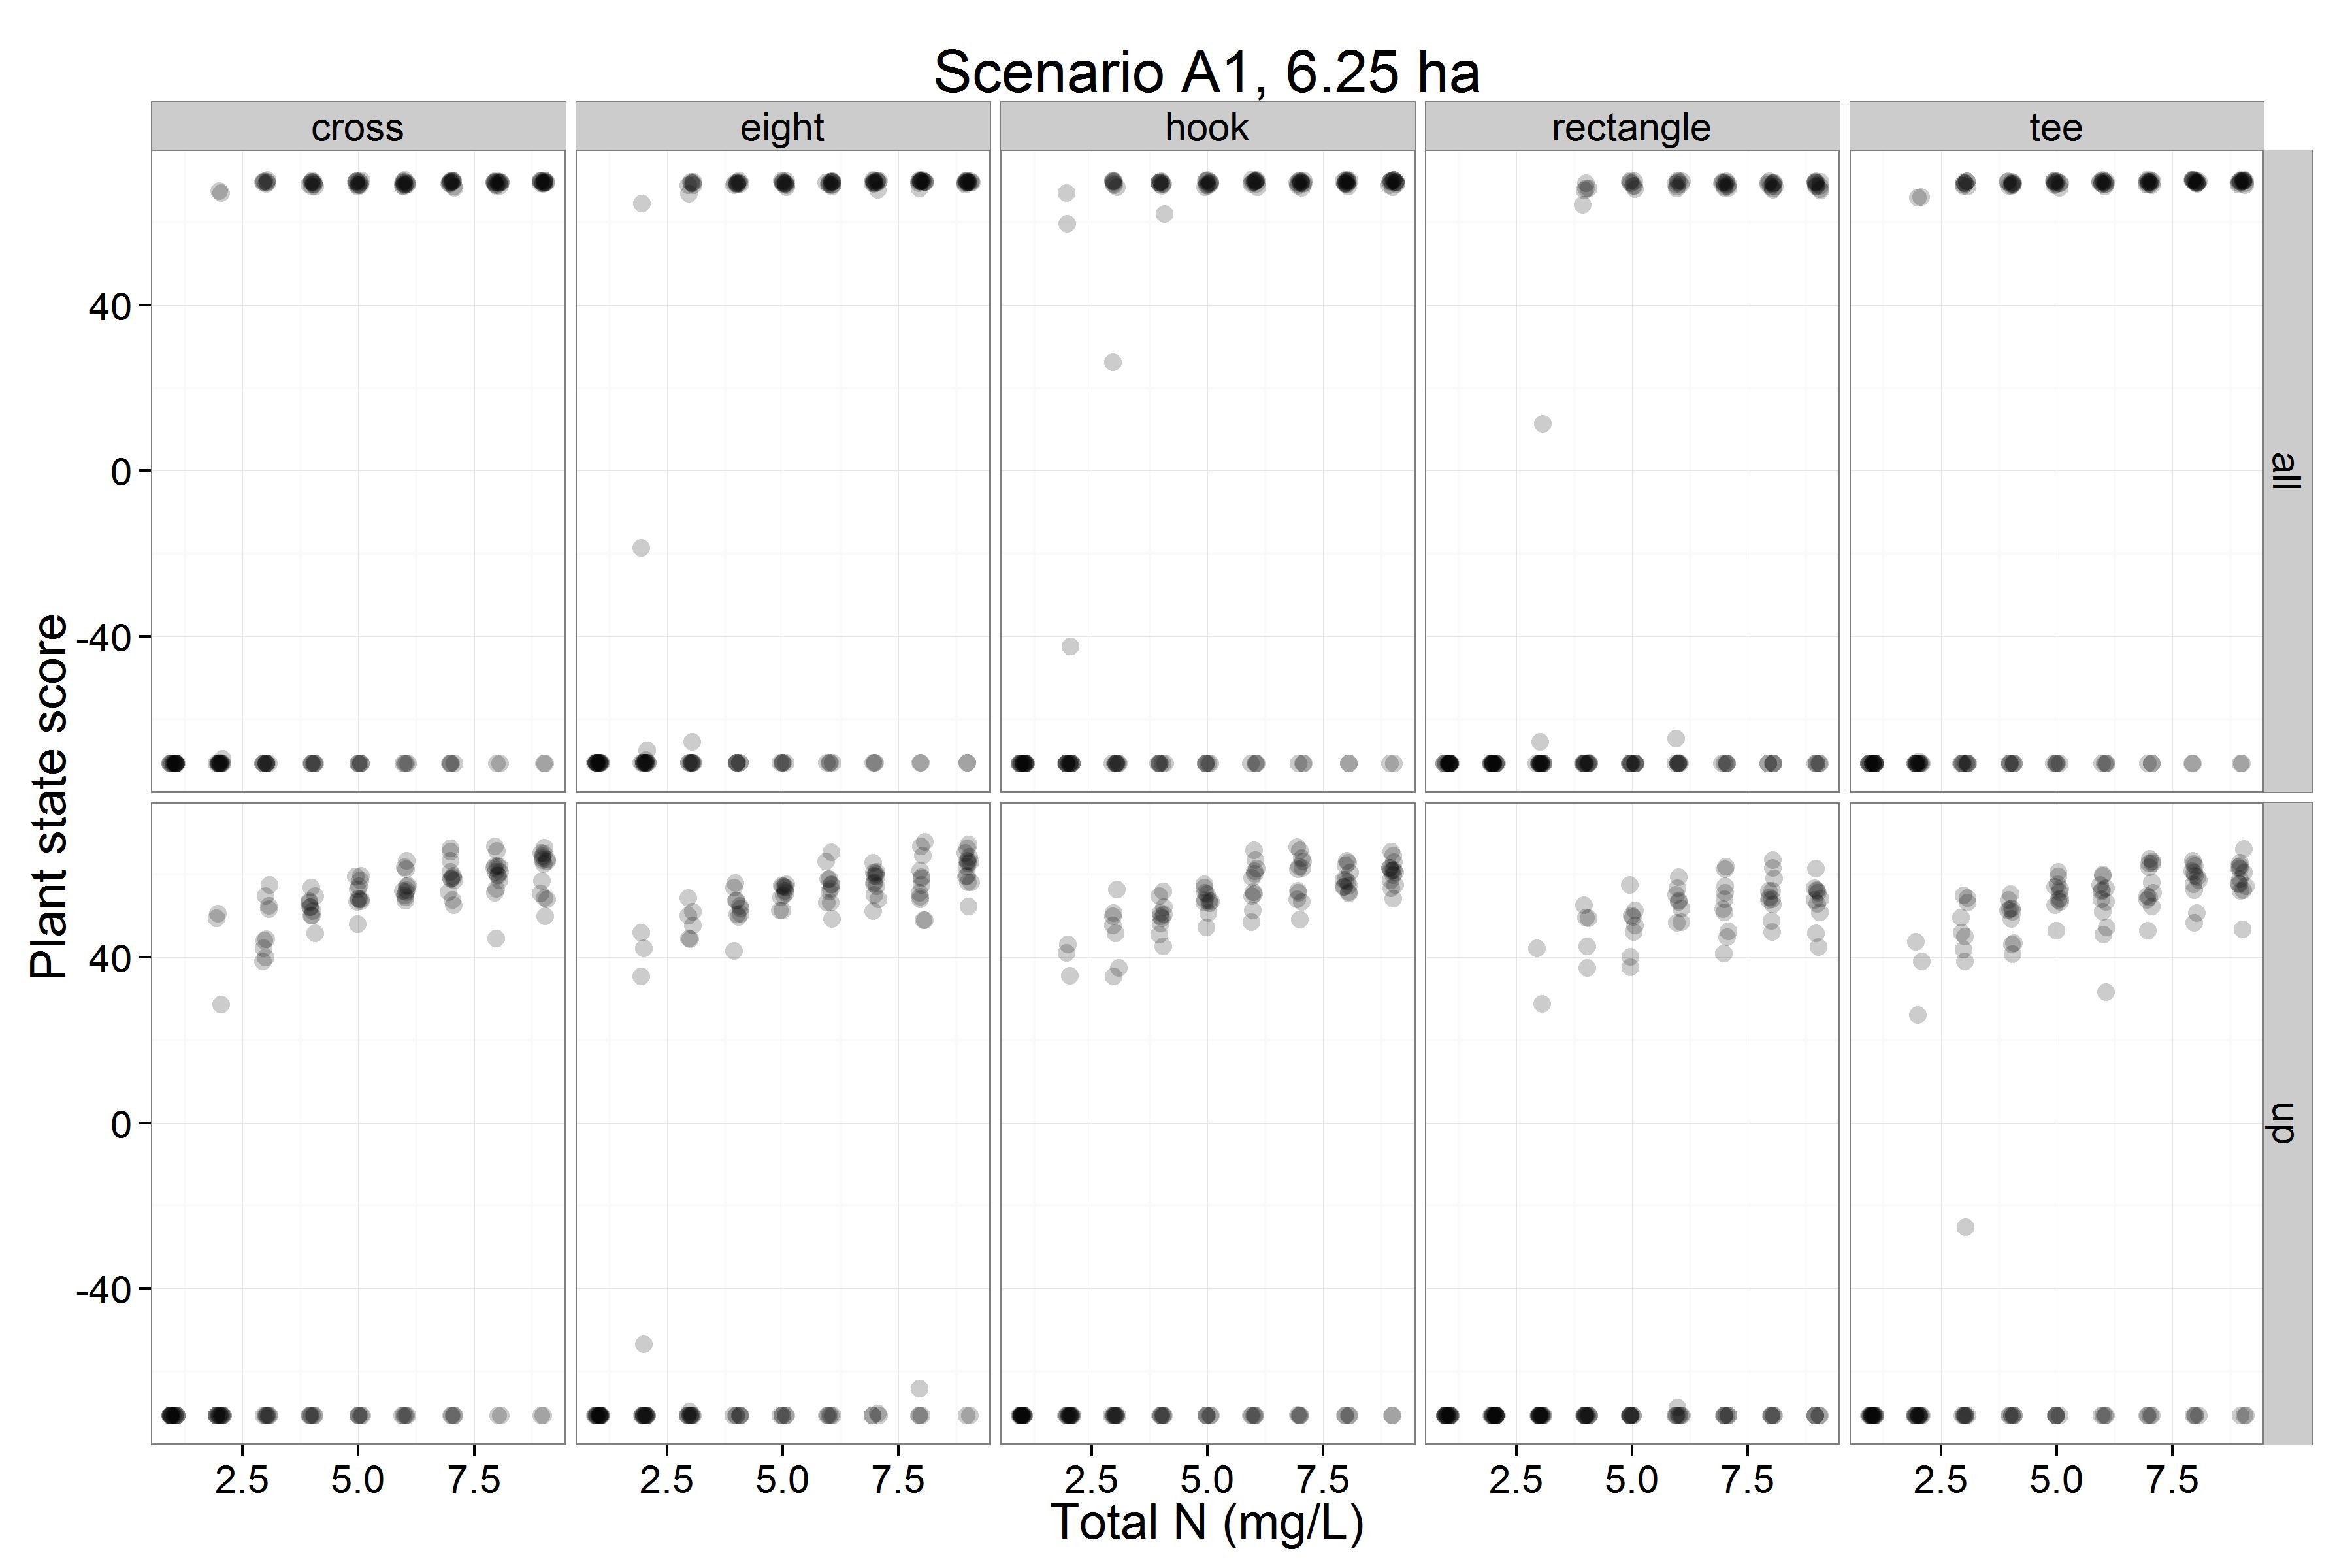 Scenario A1, 6.25 ha
cross eight hook rectangle tee
40
0
-40
all
40
0
-40
up
Plant state score
2.5 5.0 7.5 2.5 5.0 7.5 2.5 5.0 7.5 2.5 5.0 7.5 2.5 5.0 7.5
Total N (mg/L)